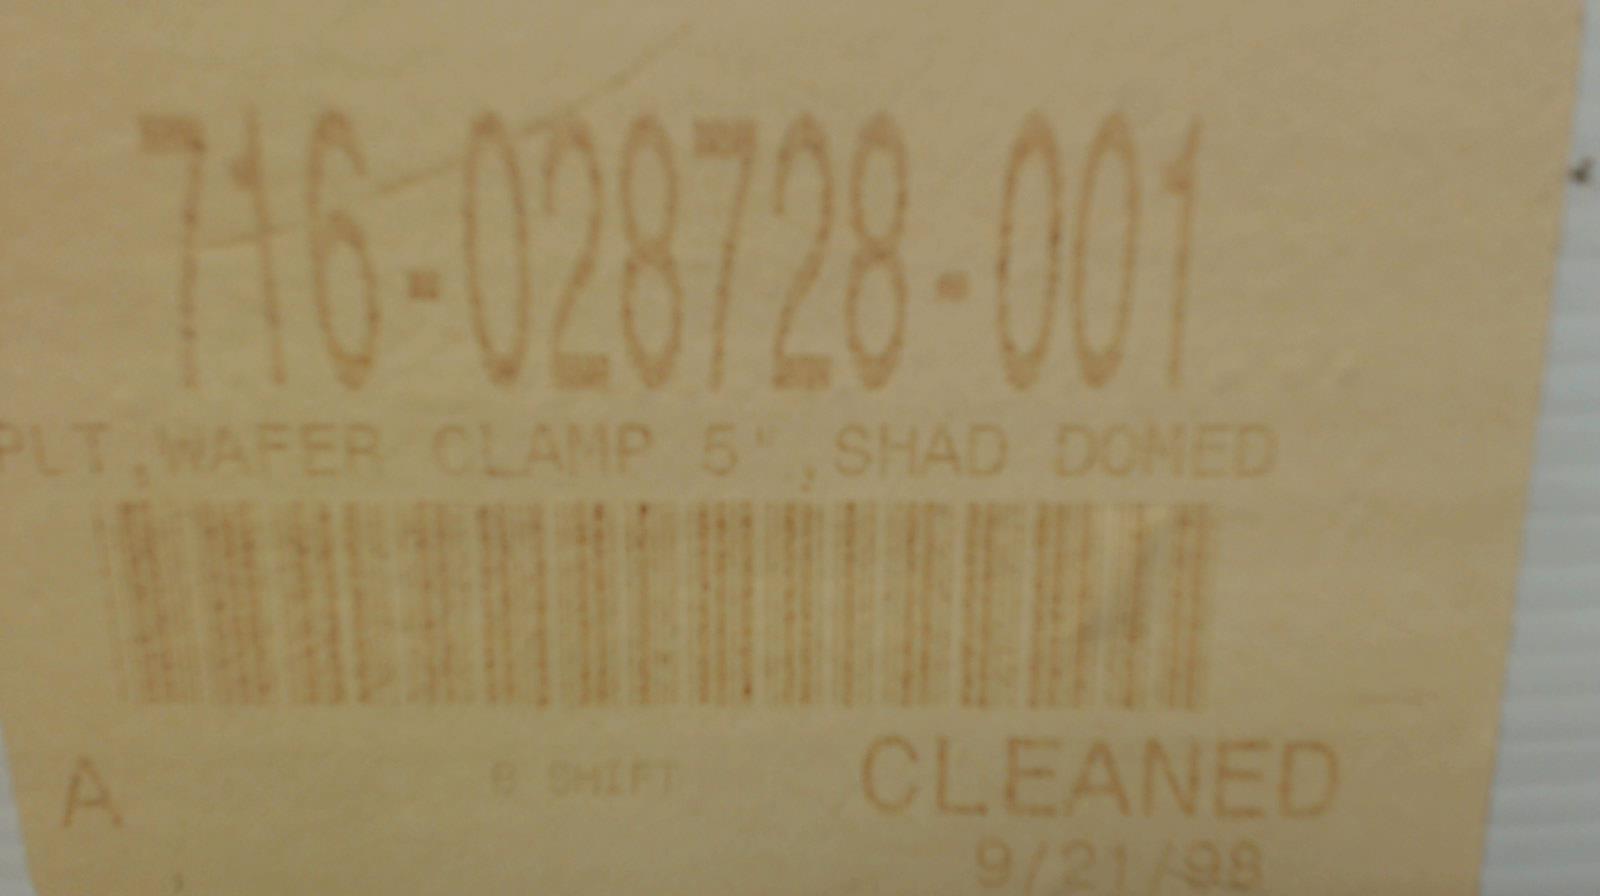 716-028728-001
PLT,WAFER CLAMP 5",SHAD DOMED
A B SHIFT CLEANED
9/21/98